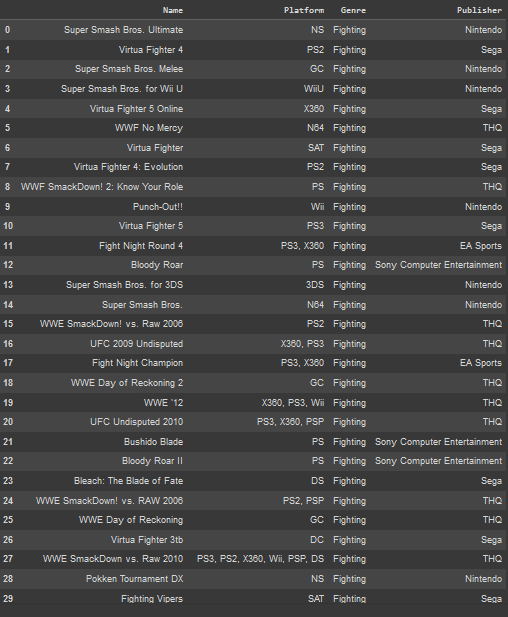 Name Platform Genre Publisher
0 Super Smash Bros. Ultimate NS Fighting Nintendo
1 Virtua Fighter 4 PS2 Fighting Sega
2 Super Smash Bros. Melee GC Fighting Nintendo
3 Super Smash Bros. for Wii U WiiU Fighting Nintendo
4 Virtua Fighter 5 Online X360 Fighting Sega
5 WWF No Mercy N64 Fighting THQ
6 Virtua Fighter SAT Fighting Sega
7 Virtua Fighter 4: Evolution PS2 Fighting Sega
8 WWF SmackDown! 2: Know Your Role PS Fighting THQ
9 Punch-Out!! Wii Fighting Nintendo
10 Virtua Fighter 5 PS3 Fighting Sega
11 Fight Night Round 4 PS3, X360 Fighting EA Sports
12 Bloody Roar PS Fighting Sony Computer Entertainment
13 Super Smash Bros. for 3DS 3DS Fighting Nintendo
14 Super Smash Bros. N64 Fighting Nintendo
15 WWE SmackDown! vs. Raw 2006 PS2 Fighting THQ
16 UFC 2009 Undisputed X360, PS3 Fighting THQ
17 Fight Night Champion PS3, X360 Fighting EA Sports
18 WWE Day of Reckoning 2 GC Fighting THQ
19 WWE '12 X360, PS3, Wii Fighting THQ
20 UFC Undisputed 2010 PS3, X360, PSP Fighting THQ
21 Bushido Blade PS Fighting Sony Computer Entertainment
22 Bloody Roar II PS Fighting Sony Computer Entertainment
23 Bleach: The Blade of Fate DS Fighting Sega
24 WWE SmackDown! vs. RAW 2006 PS2, PSP Fighting THQ
25 WWE Day of Reckoning GC Fighting THQ
26 Virtua Fighter 3tb DC Fighting Sega
27 WWE SmackDown vs. Raw 2010 PS3, PS2, X360, Wii, PSP, DS Fighting THQ
28 Pokken Tournament DX NS Fighting Nintendo
29 Fighting Vipers SAT Fighting Sega